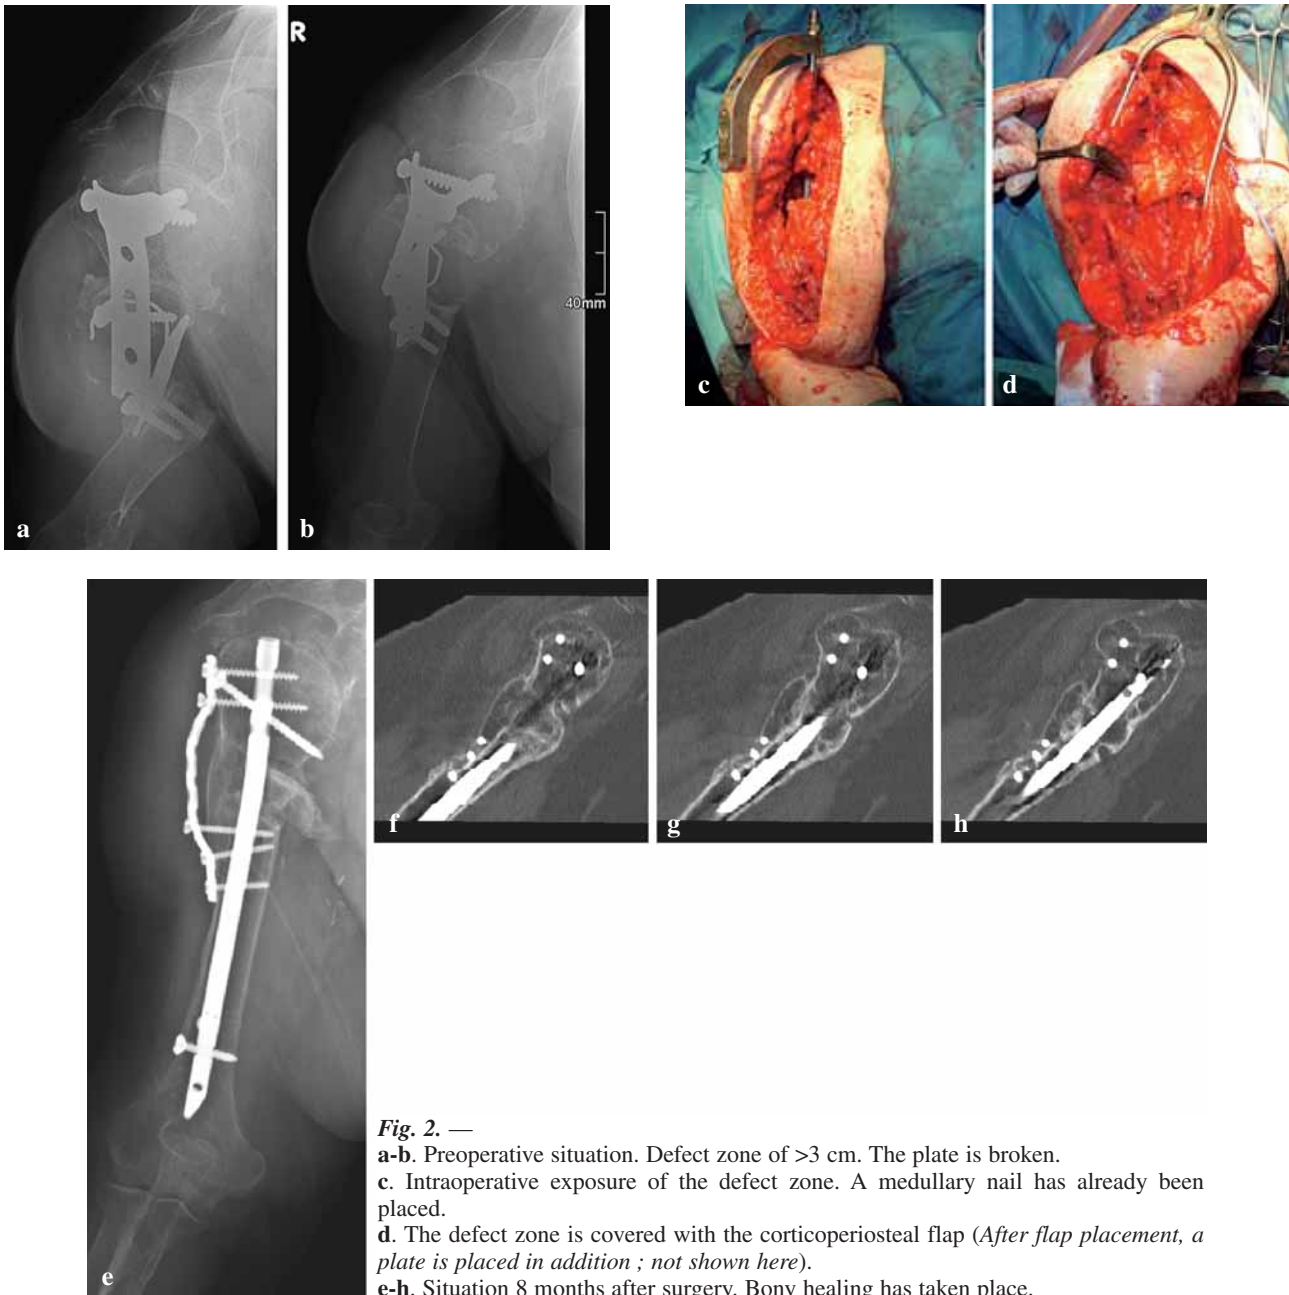 R
40mm
a
b
c
d
e
f
g
h
Fig. 2. —
a-b. Preoperative situation. Defect zone of >3 cm. The plate is broken.
c. Intraoperative exposure of the defect zone. A medullary nail has already been
placed.
d. The defect zone is covered with the corticoperiosteal flap (After flap placement, a
plate is placed in addition ; not shown here).
e-h. Situation 8 months after surgery. Bony healing has taken place.